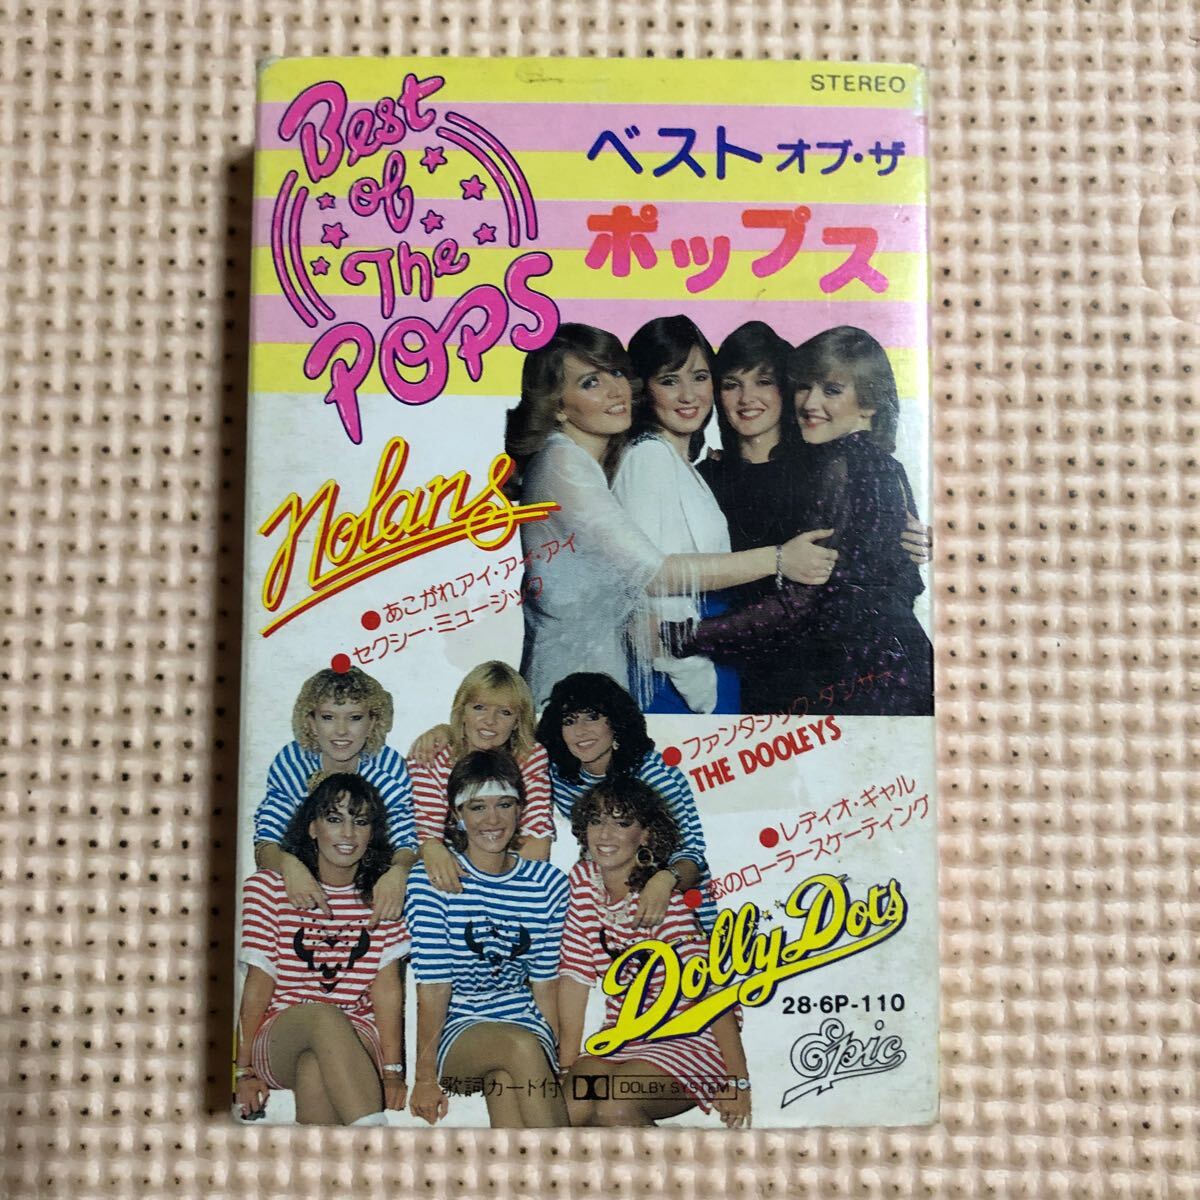 STEREO
Best
of
The
POPS
ベスト オブ・ザ
ポップス
Nolans
●あこがれアイ・アイ・アイ
●セクシー・ミュージック
●ファンタジック・ダンサー
THE DOOLEYS
●レディオ・ギャル
●恋のローラースケーティング
Dolly Dots
28・6P-110
Epic
歌詞カード付 DOLBY SYSTEM